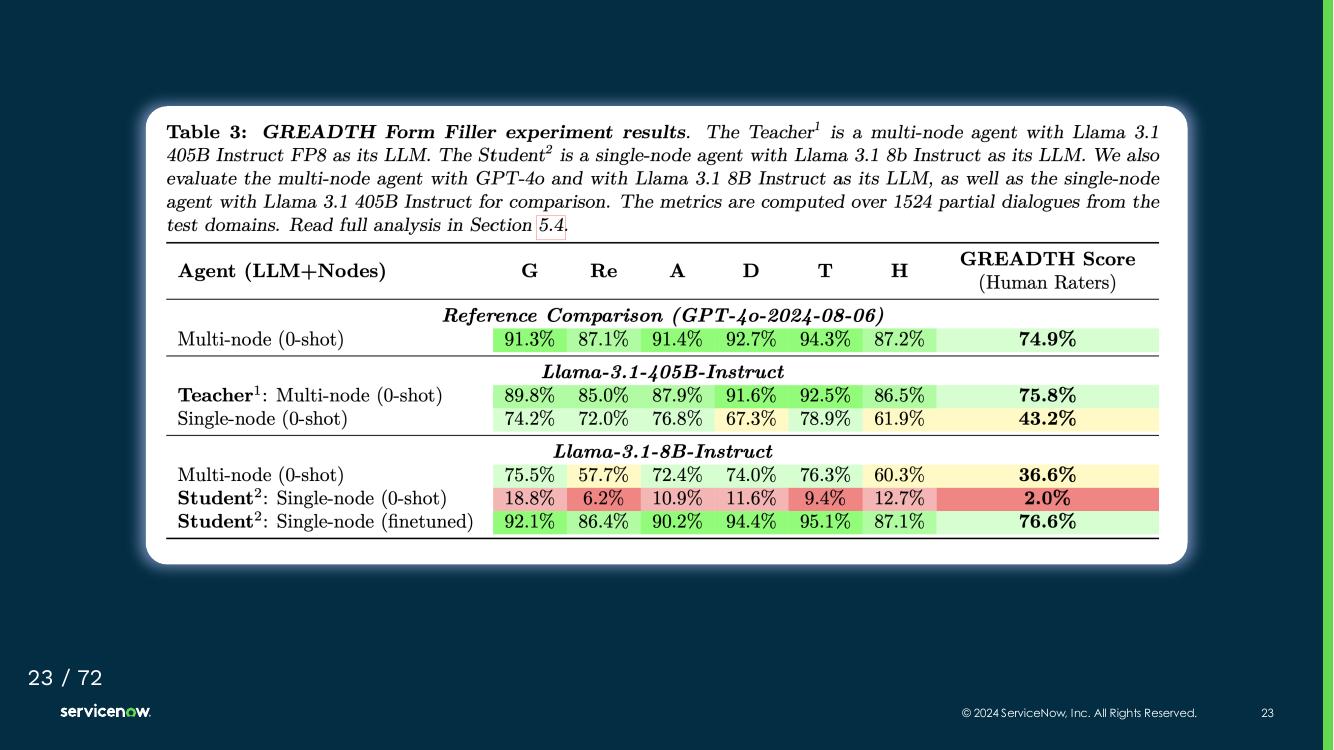 Table 3: GREADTH Form Filler experiment results. The Teacher¹ is a multi-node agent with Llama 3.1
405B Instruct FP8 as its LLM. The Student² is a single-node agent with Llama 3.1 8b Instruct as its LLM. We also
evaluate the multi-node agent with GPT-4o and with Llama 3.1 8B Instruct as its LLM, as well as the single-node
agent with Llama 3.1 405B Instruct for comparison. The metrics are computed over 1524 partial dialogues from the
test domains. Read full analysis in Section 5.4.
Agent (LLM+Nodes) G Re A D T H GREADTH Score
(Human Raters)
Reference Comparison (GPT-4o-2024-08-06)
Multi-node (0-shot) 91.3% 87.1% 91.4% 92.7% 94.3% 87.2% 74.9%
Llama-3.1-405B-Instruct
Teacher¹: Multi-node (0-shot) 89.8% 85.0% 87.9% 91.6% 92.5% 86.5% 75.8%
Single-node (0-shot) 74.2% 72.0% 76.8% 67.3% 78.9% 61.9% 43.2%
Llama-3.1-8B-Instruct
Multi-node (0-shot) 75.5% 57.7% 72.4% 74.0% 76.3% 60.3% 36.6%
Student²: Single-node (0-shot) 18.8% 6.2% 10.9% 11.6% 9.4% 12.7% 2.0%
Student²: Single-node (finetuned) 92.1% 86.4% 90.2% 94.4% 95.1% 87.1% 76.6%
23 / 72
servicenow.
© 2024 ServiceNow, Inc. All Rights Reserved. 23